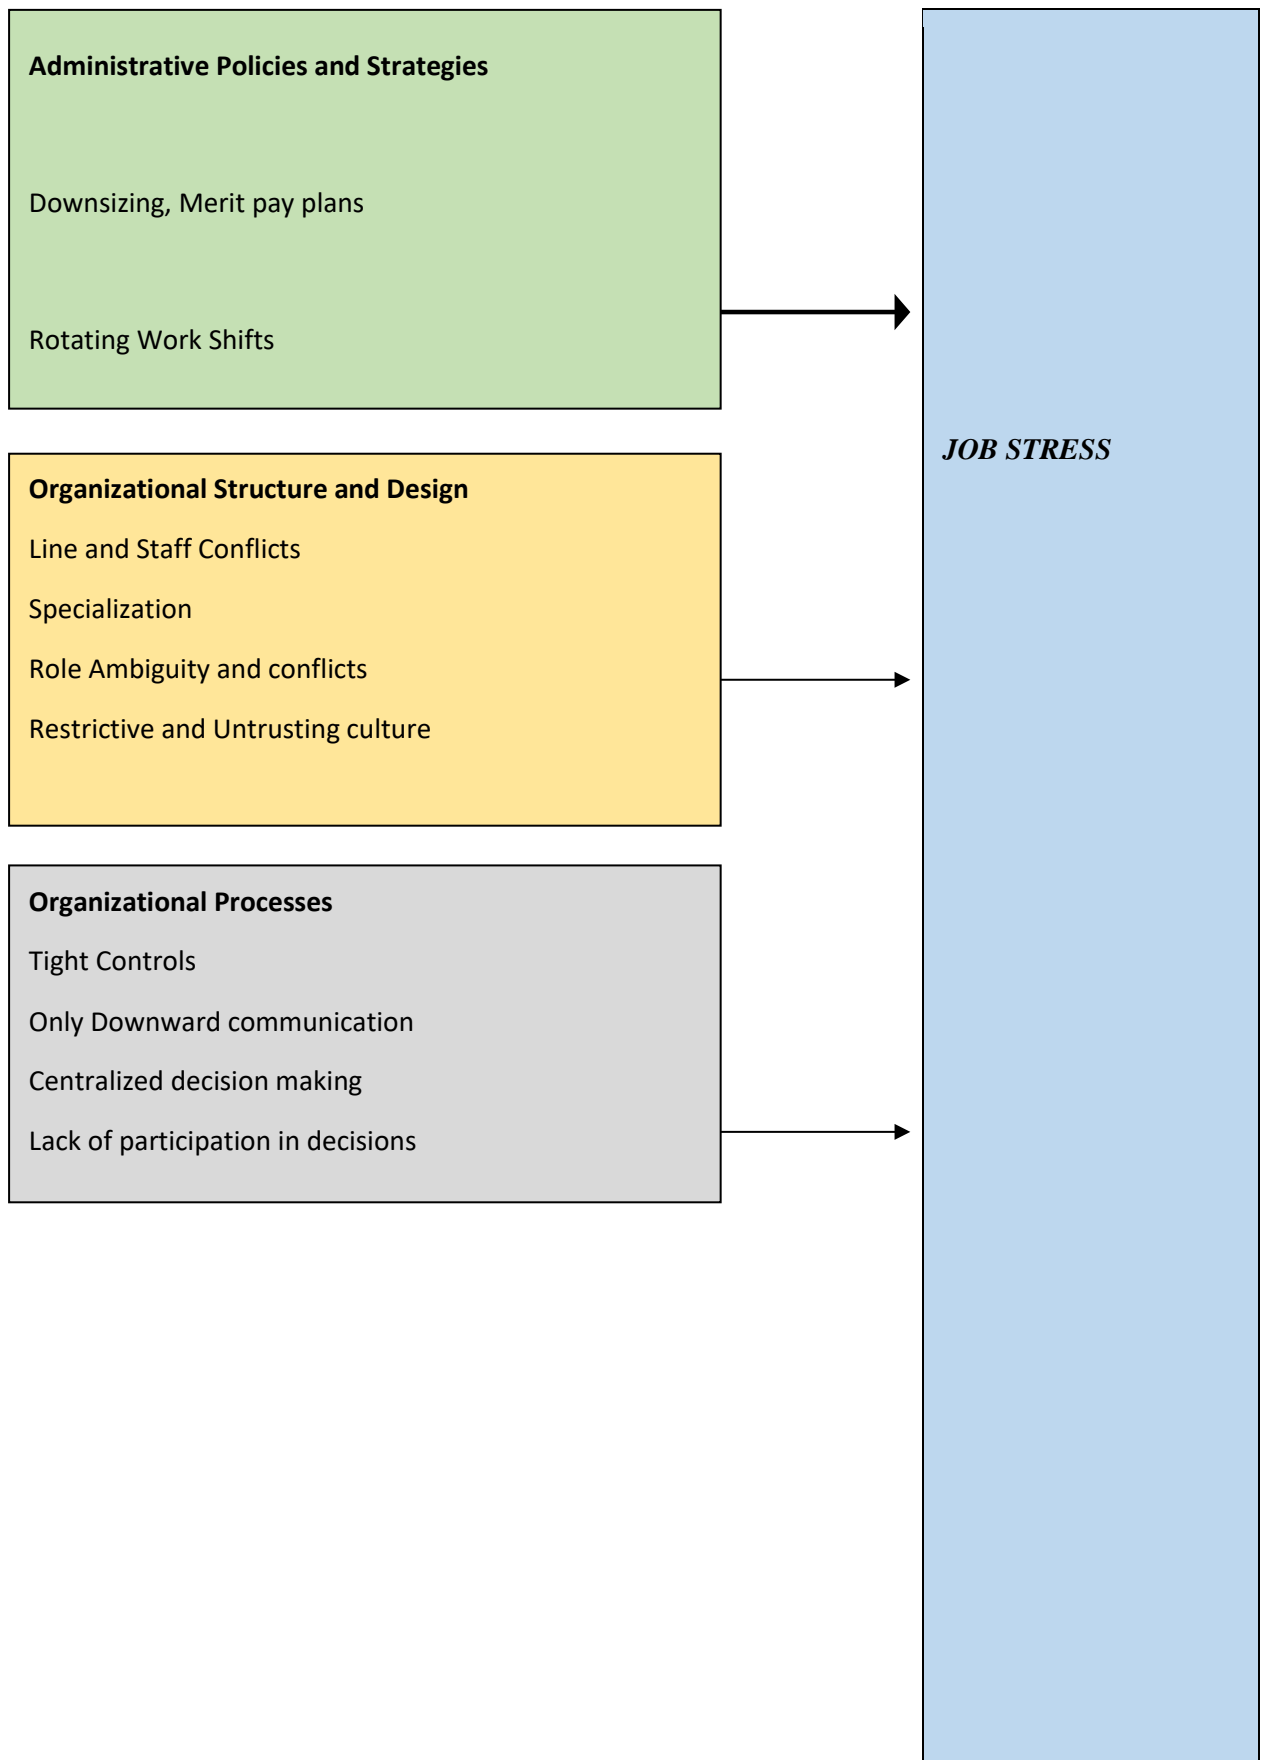 Administrative Policies and Strategies
Downsizing, Merit pay plans
Rotating Work Shifts
JOB STRESS
Organizational Structure and Design
Line and Staff Conflicts
Specialization
Role Ambiguity and conflicts
Restrictive and Untrusting culture
Organizational Processes
Tight Controls
Only Downward communication
Centralized decision making
Lack of participation in decisions